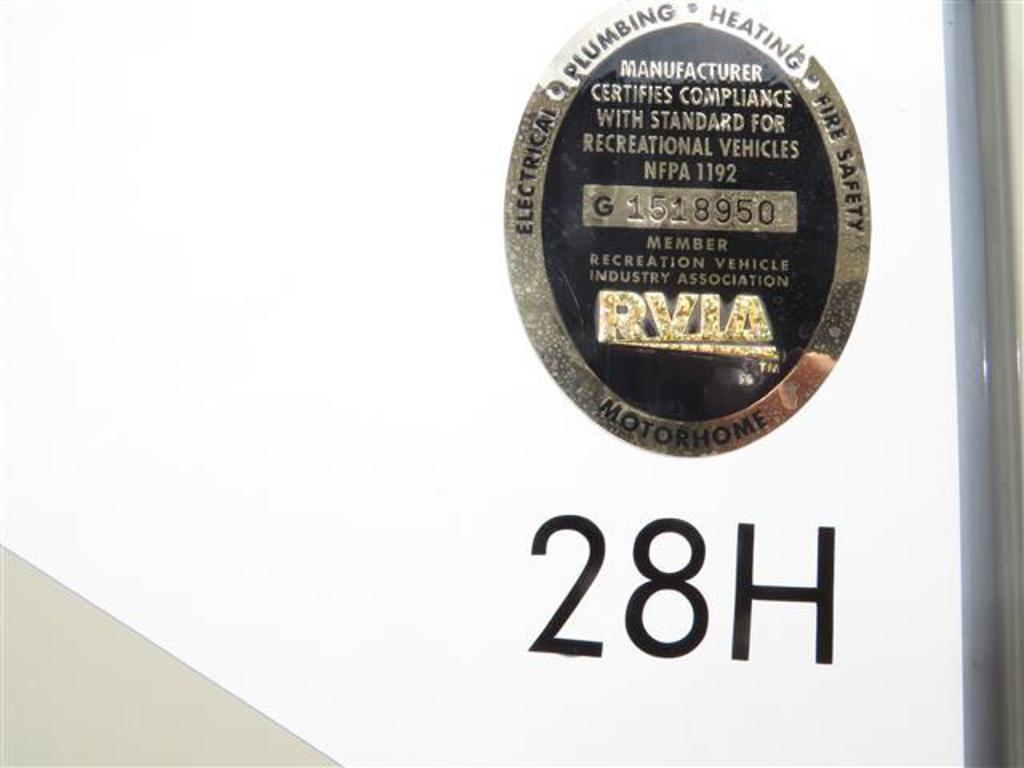 ELECTRICAL • PLUMBING • HEATING • FIRE SAFETY
MANUFACTURER
CERTIFIES COMPLIANCE
WITH STANDARD FOR
RECREATIONAL VEHICLES
NFPA 1192
G 1518950
MEMBER
RECREATION VEHICLE
INDUSTRY ASSOCIATION
RVIA
TM
MOTORHOME
28H